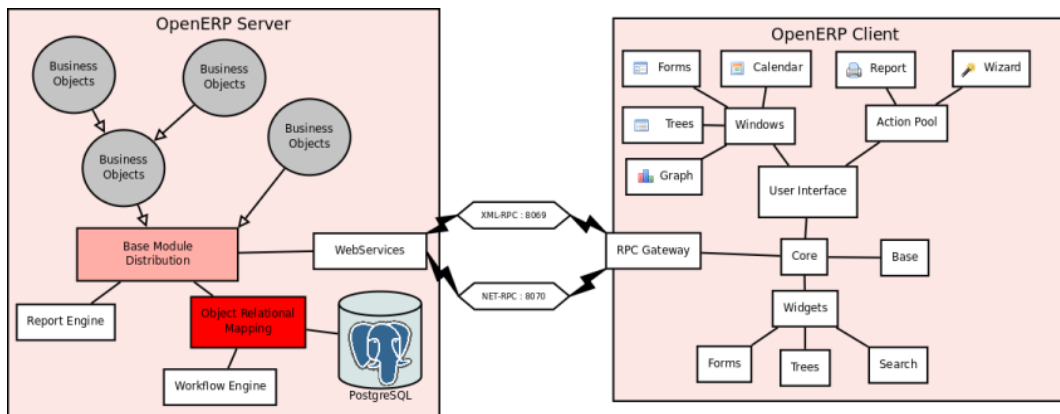 OpenERP Server
Business
Objects
Business
Objects
Business
Objects
Business
Objects
Base Module
Distribution
WebServices
Report Engine
Object Relational
Mapping
Workflow Engine
PostgreSQL
XML-RPC : 8069
NET-RPC : 8070
OpenERP Client
Forms
Calendar
Report
Wizard
Trees
Windows
Action Pool
Graph
User Interface
RPC Gateway
Core
Base
Widgets
Forms
Trees
Search